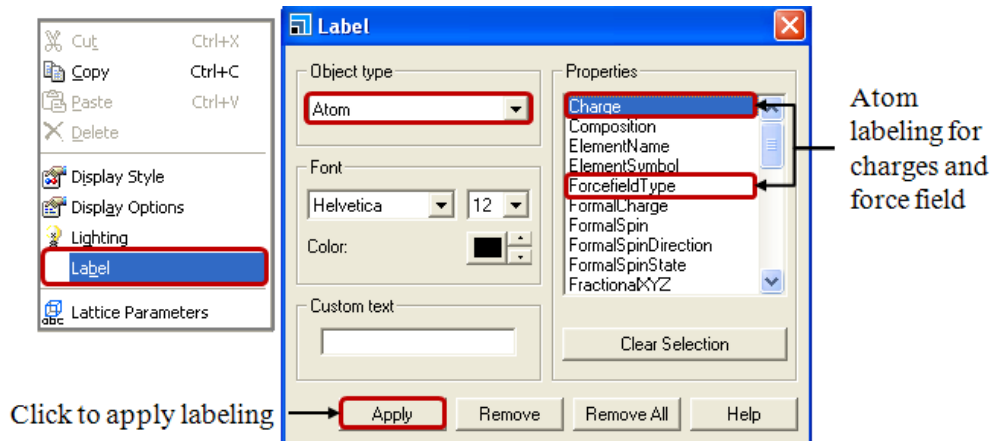 Cut Ctrl+X
Copy Ctrl+C
Paste Ctrl+V
Delete
Display Style
Display Options
Lighting
Label
abc
Lattice Parameters
Label
Object type
Atom
Font
Helvetica 12
Color:
Custom text
Properties
Charge
Composition
ElementName
ElementSymbol
ForcefieldType
FormalCharge
FormalSpin
FormalSpinDirection
FormalSpinState
FractionalXYZ
Clear Selection
Apply Remove Remove All Help
Atom
labeling for
charges and
force field
Click to apply labeling